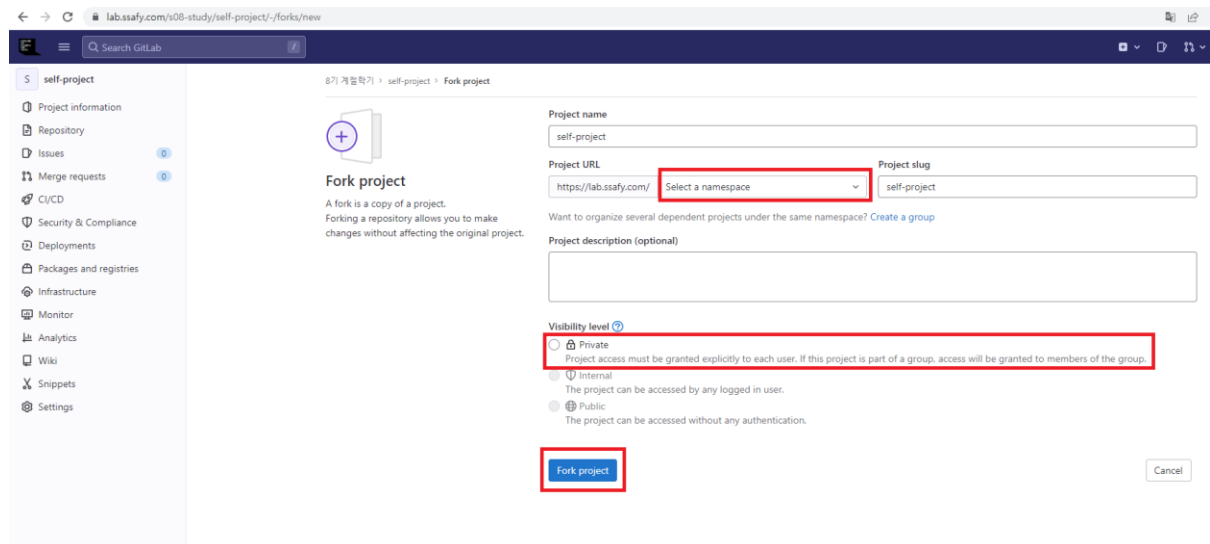 lab.ssafy.com/s08-study/self-project/-/forks/new
Search GitLab
/
S self-project
Project information
Repository
Issues 0
Merge requests 0
CI/CD
Security & Compliance
Deployments
Packages and registries
Infrastructure
Monitor
Analytics
Wiki
Snippets
Settings
8기 계절학기 > self-project > Fork project
Fork project
A fork is a copy of a project.
Forking a repository allows you to make
changes without affecting the original project.
Project name
self-project
Project URL
Project slug
https://lab.ssafy.com/ Select a namespace
self-project
Want to organize several dependent projects under the same namespace? Create a group
Project description (optional)
Visibility level
Private
Project access must be granted explicitly to each user. If this project is part of a group, access will be granted to members of the group.
Internal
The project can be accessed by any logged in user.
Public
The project can be accessed without any authentication.
Fork project
Cancel